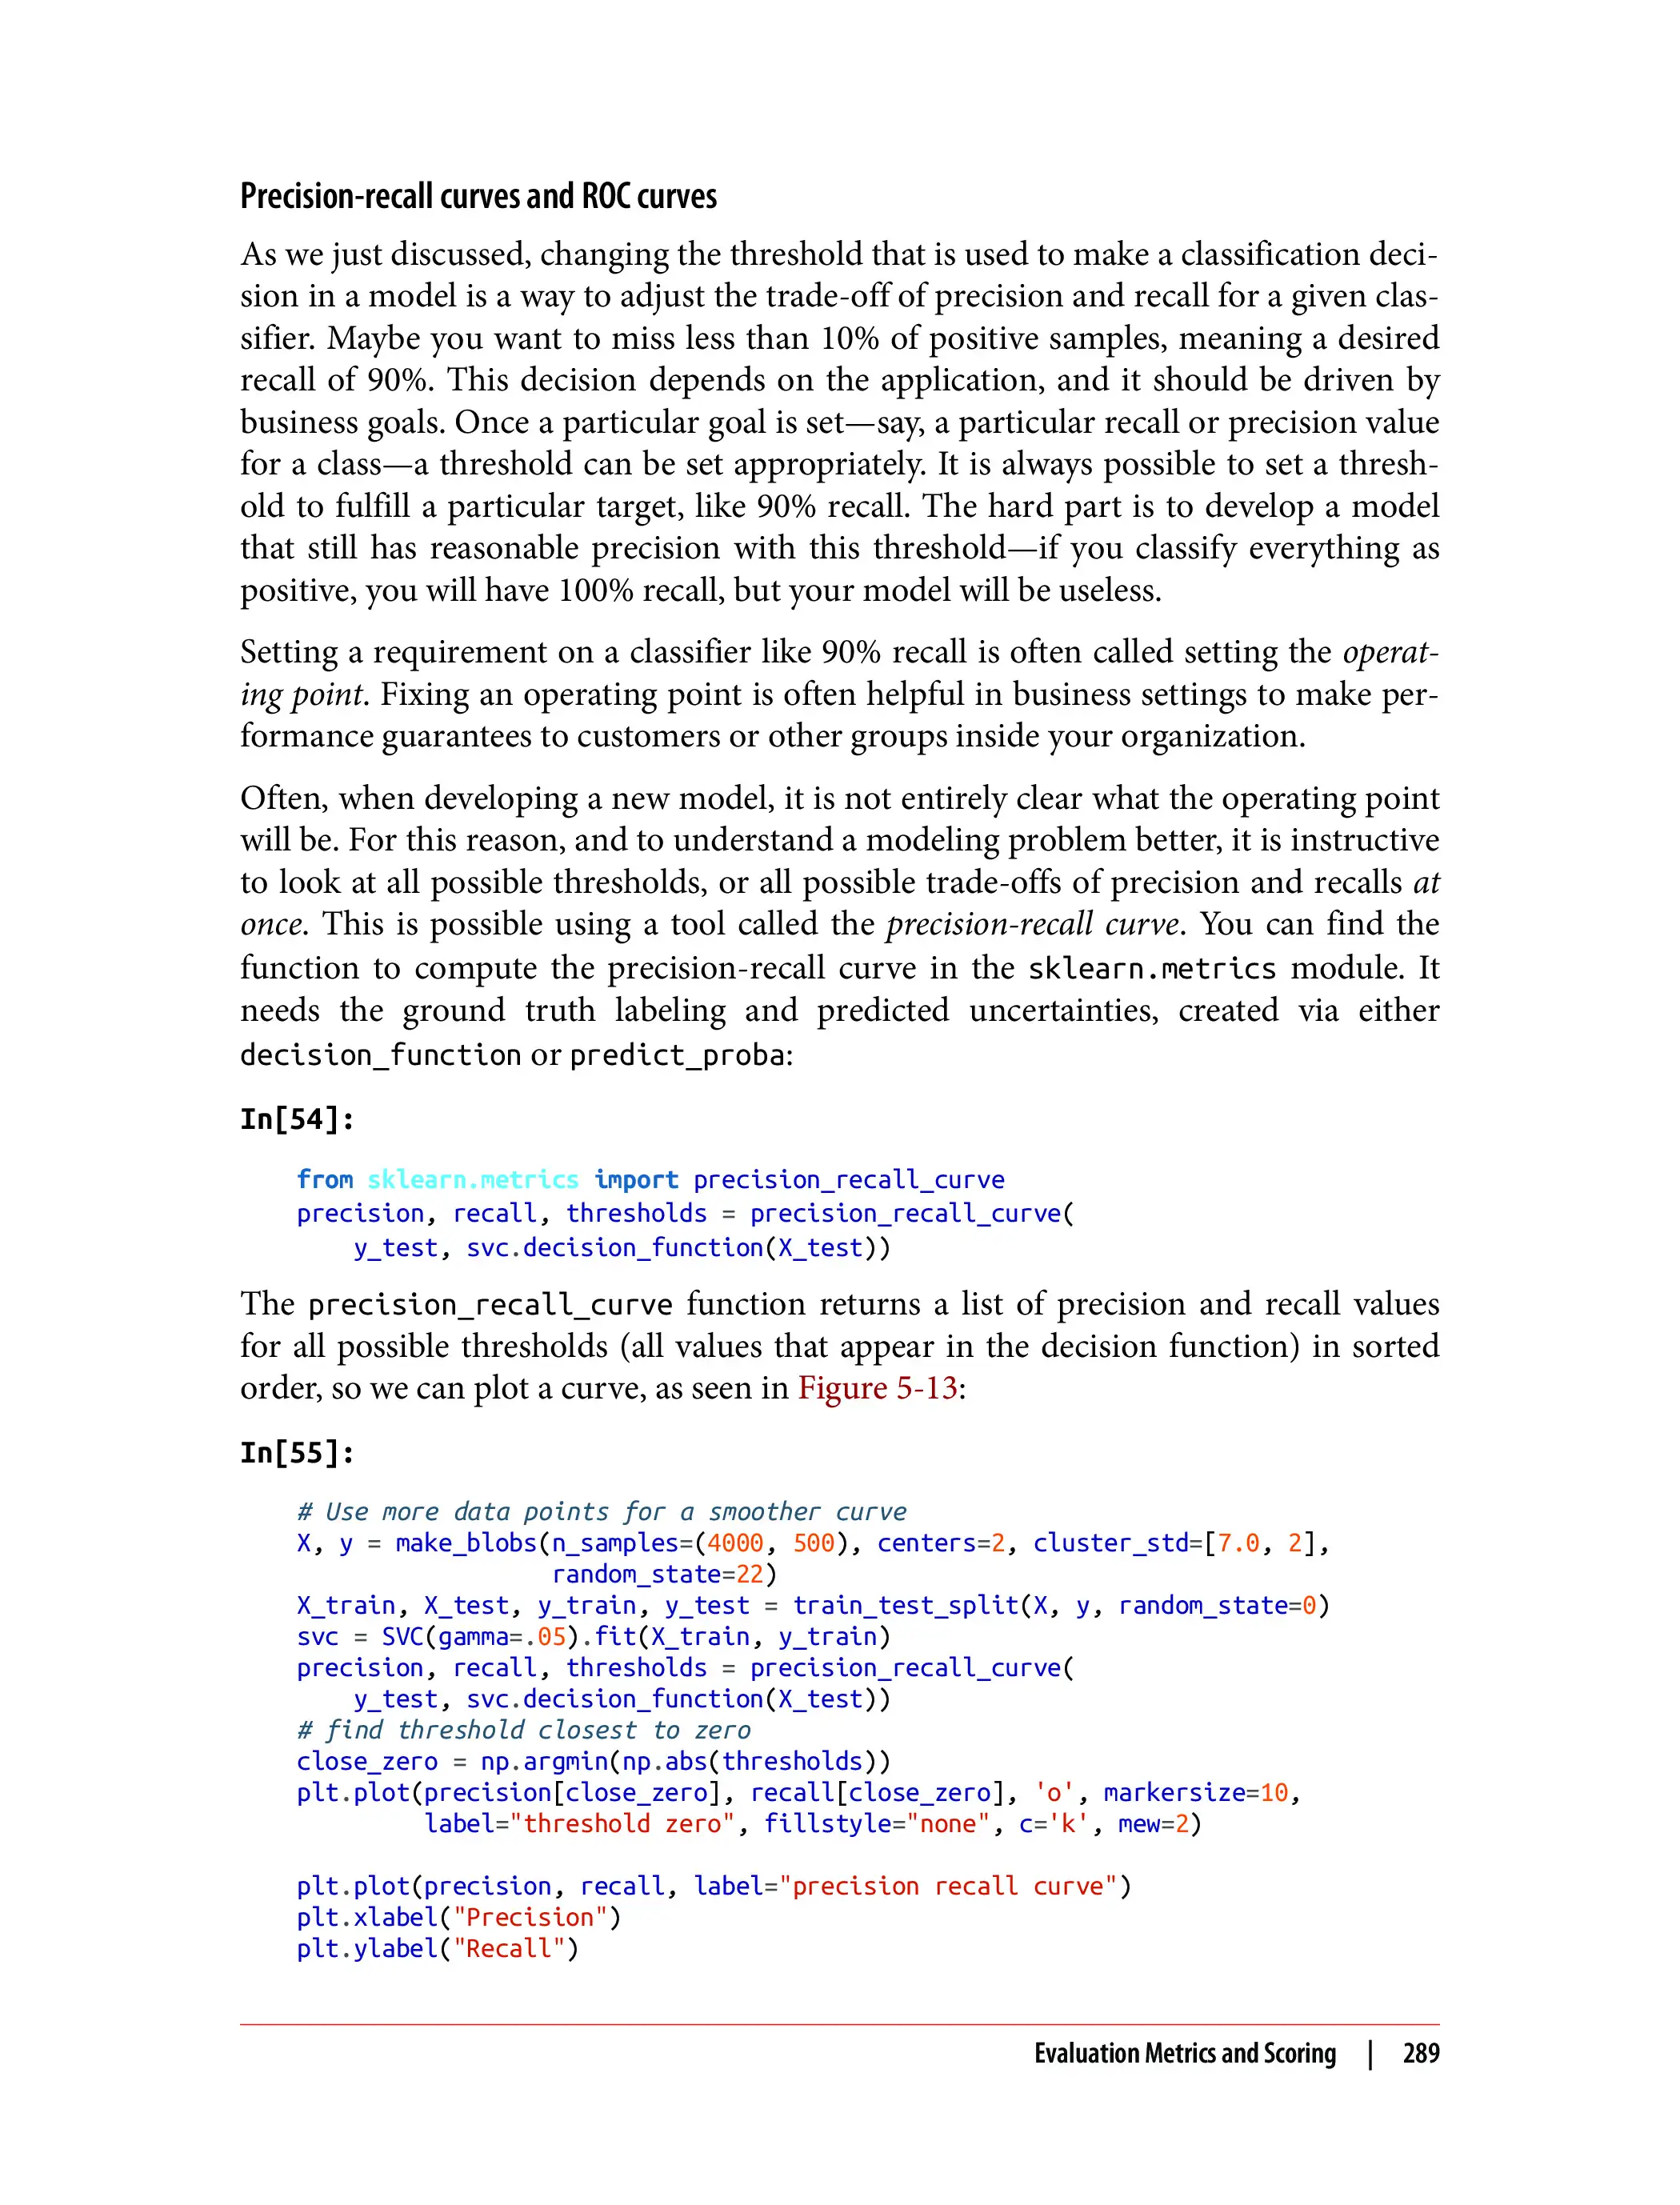 Precision-recall curves and ROC curves
As we just discussed, changing the threshold that is used to make a classification deci-
sion in a model is a way to adjust the trade-off of precision and recall for a given clas-
sifier. Maybe you want to miss less than 10% of positive samples, meaning a desired
recall of 90%. This decision depends on the application, and it should be driven by
business goals. Once a particular goal is set—say, a particular recall or precision value
for a class—a threshold can be set appropriately. It is always possible to set a thresh-
old to fulfill a particular target, like 90% recall. The hard part is to develop a model
that still has reasonable precision with this threshold—if you classify everything as
positive, you will have 100% recall, but your model will be useless.
Setting a requirement on a classifier like 90% recall is often called setting the operat-
ing point. Fixing an operating point is often helpful in business settings to make per-
formance guarantees to customers or other groups inside your organization.
Often, when developing a new model, it is not entirely clear what the operating point
will be. For this reason, and to understand a modeling problem better, it is instructive
to look at all possible thresholds, or all possible trade-offs of precision and recalls at
once. This is possible using a tool called the precision-recall curve. You can find the
function to compute the precision-recall curve in the sklearn.metrics module. It
needs the ground truth labeling and predicted uncertainties, created via either
decision_function or predict_proba:
In[54]:
from sklearn.metrics import precision_recall_curve
precision, recall, thresholds = precision_recall_curve(
    y_test, svc.decision_function(X_test))
The precision_recall_curve function returns a list of precision and recall values
for all possible thresholds (all values that appear in the decision function) in sorted
order, so we can plot a curve, as seen in Figure 5-13:
In[55]:
# Use more data points for a smoother curve
X, y = make_blobs(n_samples=(4000, 500), centers=2, cluster_std=[7.0, 2],
                  random_state=22)
X_train, X_test, y_train, y_test = train_test_split(X, y, random_state=0)
svc = SVC(gamma=.05).fit(X_train, y_train)
precision, recall, thresholds = precision_recall_curve(
    y_test, svc.decision_function(X_test))
# find threshold closest to zero
close_zero = np.argmin(np.abs(thresholds))
plt.plot(precision[close_zero], recall[close_zero], 'o', markersize=10,
         label="threshold zero", fillstyle="none", c='k', mew=2)
plt.plot(precision, recall, label="precision recall curve")
plt.xlabel("Precision")
plt.ylabel("Recall")
Evaluation Metrics and Scoring | 289